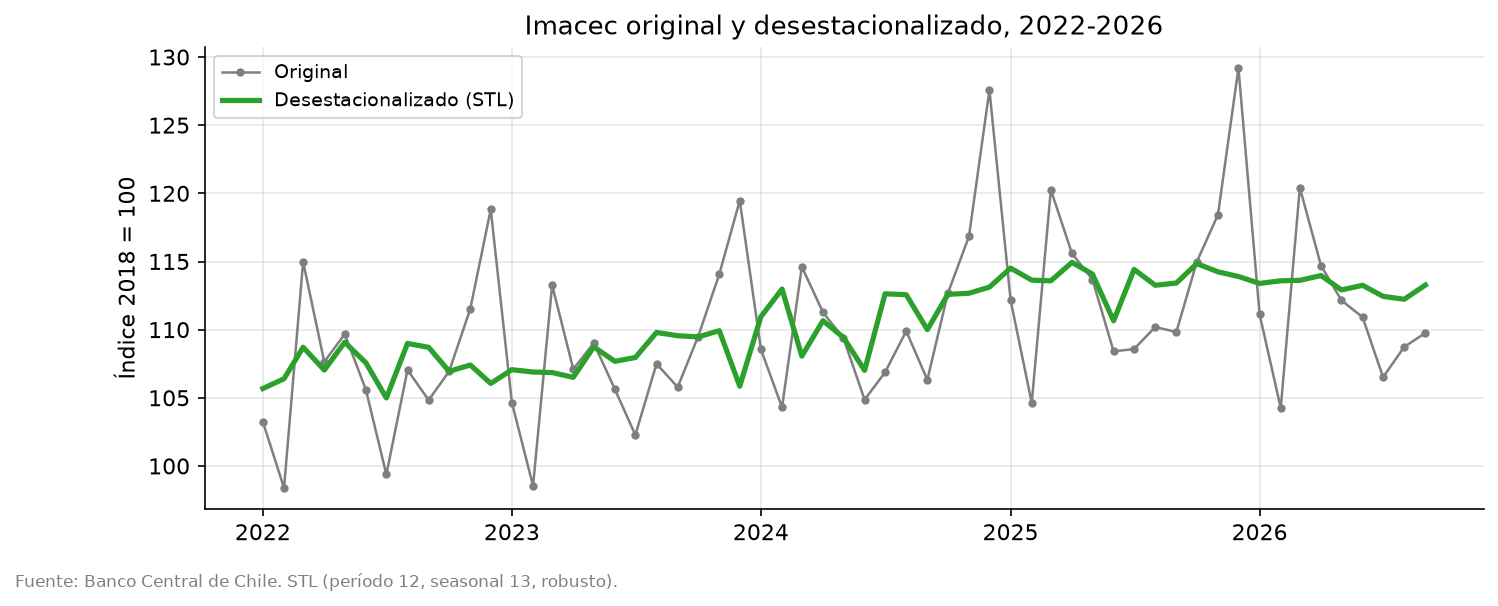 Imacec original y desestacionalizado, 2022-2026
Original
Desestacionalizado (STL)
Índice 2018 = 100
130
125
120
115
110
105
100
2022
2023
2024
2025
2026
Fuente: Banco Central de Chile. STL (período 12, seasonal 13, robusto).